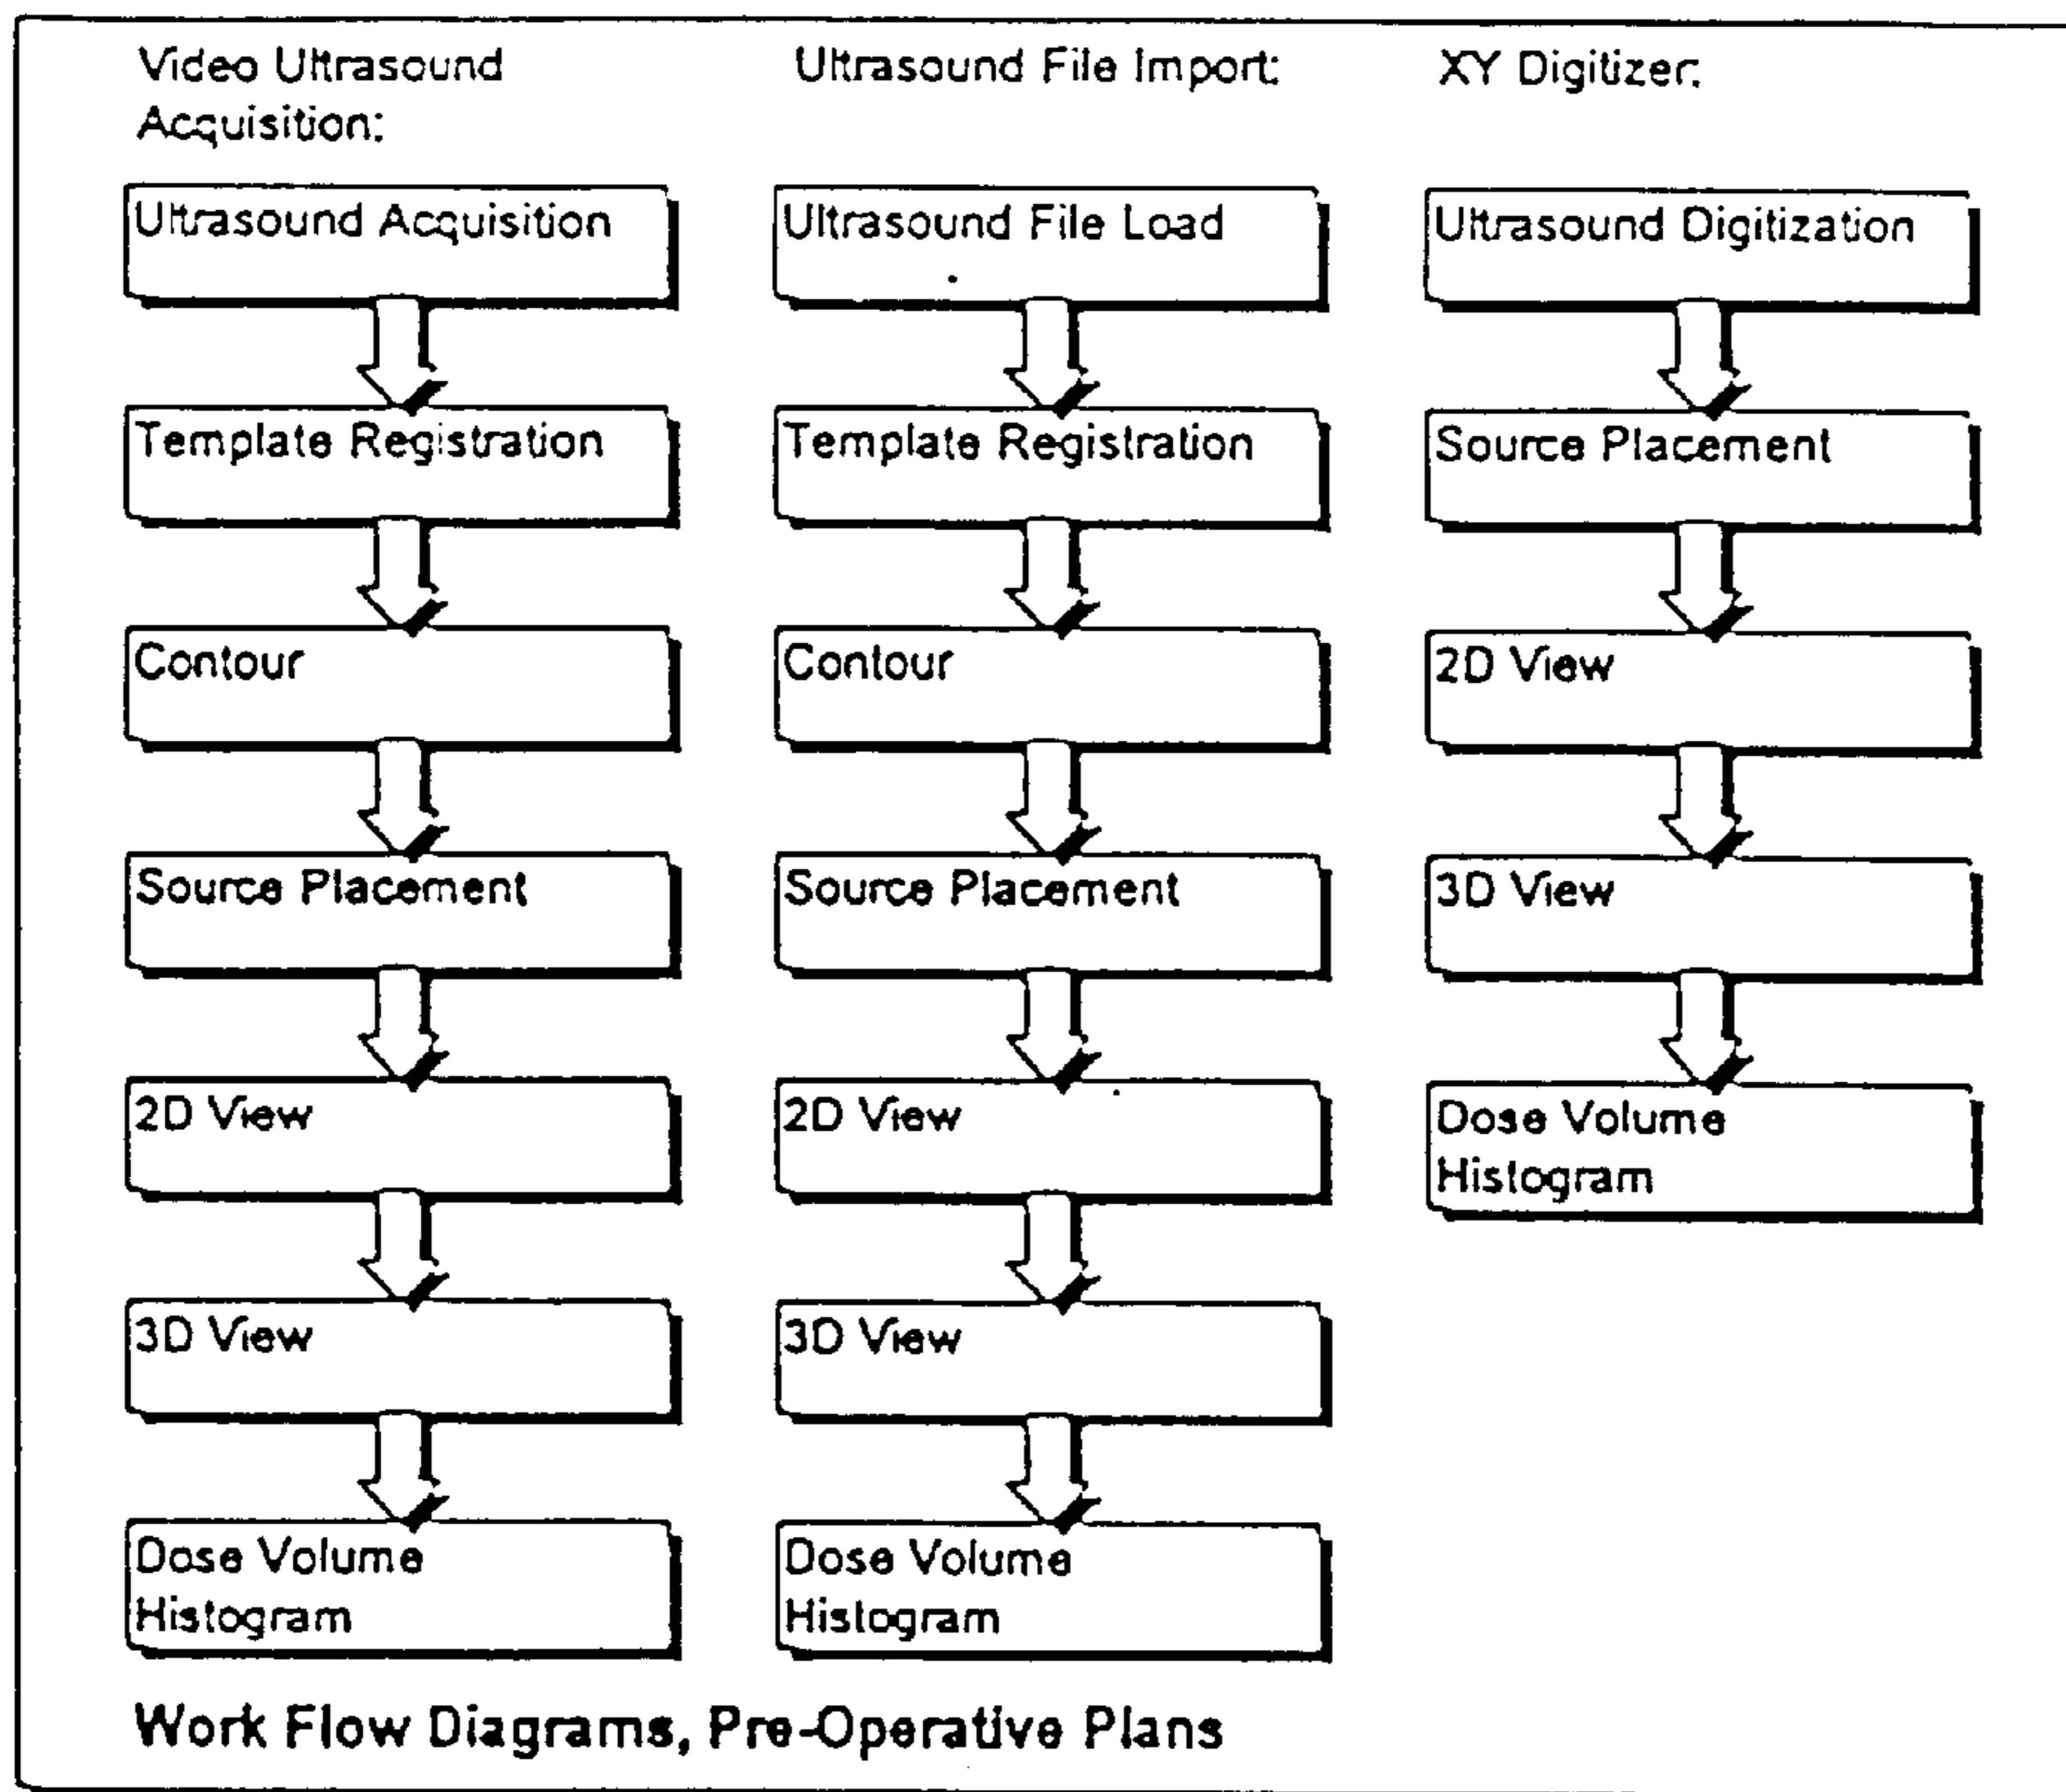 Video Ultrasound
Acquisition:
Ultrasound Acquisition
Template Registration
Contour
Source Placement
2D View
3D View
Dose Volume
Histogram
Ultrasound File Import:
Ultrasound File Load
Template Registration
Contour
Source Placement
2D View
3D View
Dose Volume
Histogram
XY Digitizer:
Ultrasound Digitization
Source Placement
2D View
3D View
Dose Volume
Histogram
Work Flow Diagrams, Pre-Operative Plans